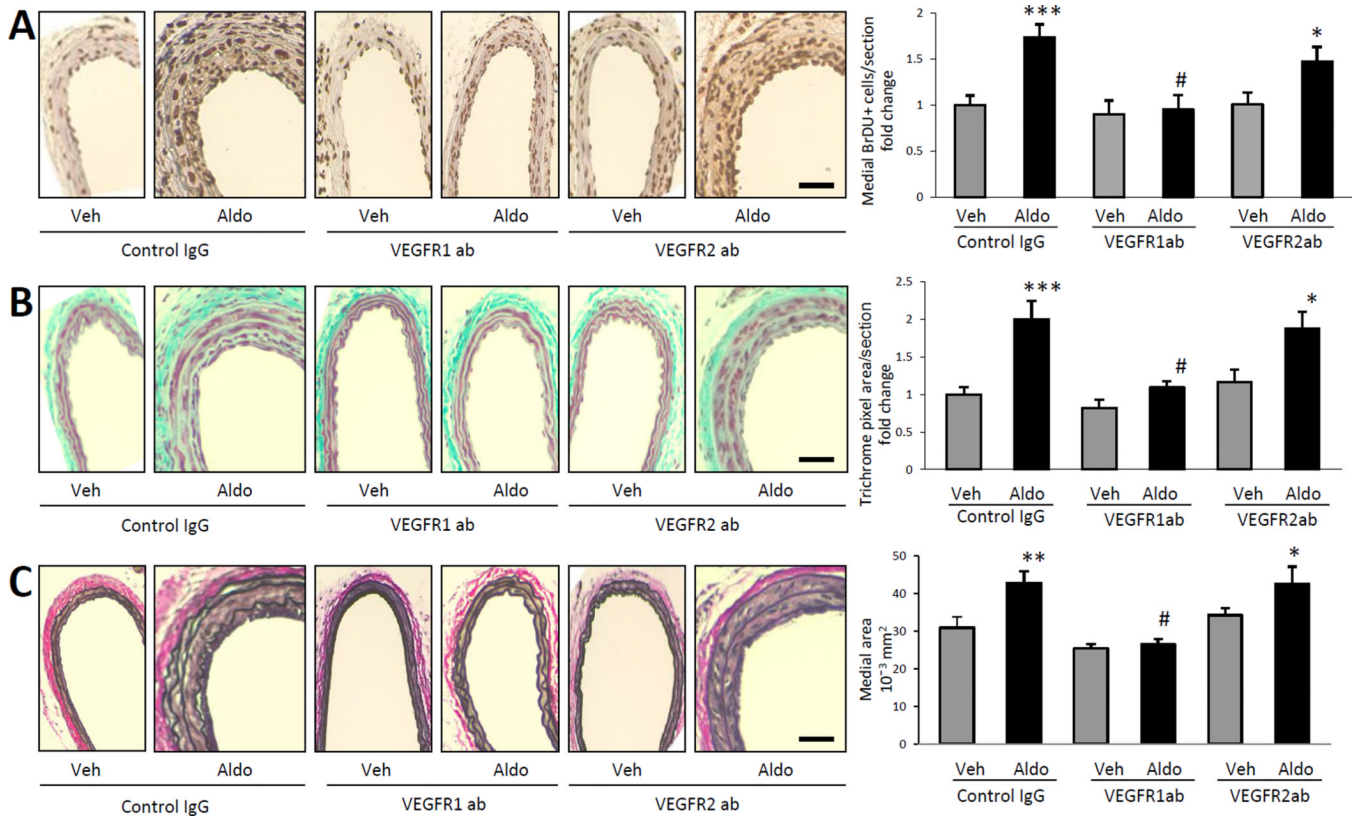 A
Veh Aldo Veh Aldo Veh Aldo
Control IgG VEGFR1 ab VEGFR2 ab
Medial BrDU+ cells/section
fold change
2
1.5
1
0.5
0
***
#
*
Veh Aldo Veh Aldo Veh Aldo
Control IgG VEGFR1ab VEGFR2ab
B
Veh Aldo Veh Aldo Veh Aldo
Control IgG VEGFR1 ab VEGFR2 ab
Trichrome pixel area/section
fold change
2.5
2
1.5
1
0.5
0
***
#
*
Veh Aldo Veh Aldo Veh Aldo
Control IgG VEGFR1ab VEGFR2ab
C
Veh Aldo Veh Aldo Veh Aldo
Control IgG VEGFR1 ab VEGFR2 ab
Medial area
10⁻³ mm²
50
40
30
20
10
0
**
#
*
Veh Aldo Veh Aldo Veh Aldo
Control IgG VEGFR1ab VEGFR2ab